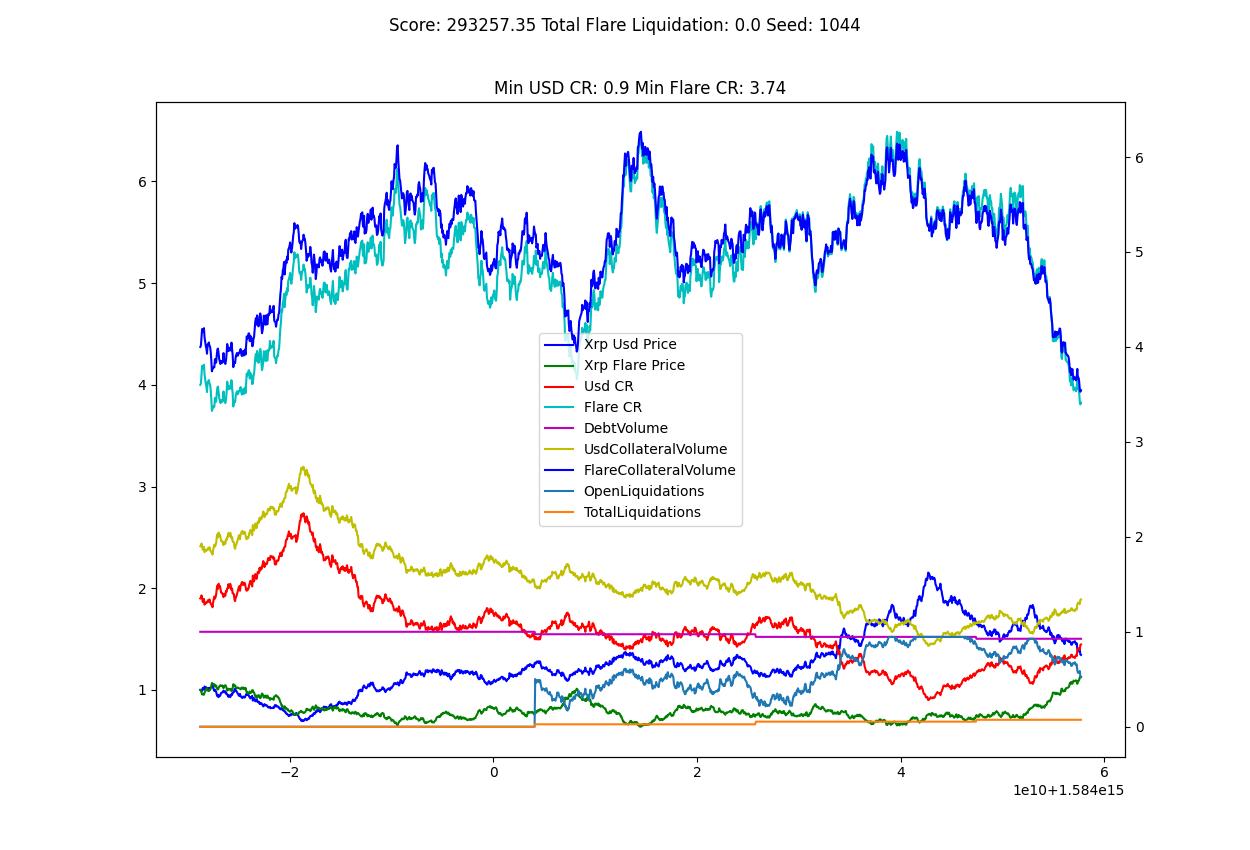 Score: 293257.35 Total Flare Liquidation: 0.0 Seed: 1044
Min USD CR: 0.9 Min Flare CR: 3.74
6
5
4
3
2
1
6
5
4
3
2
1
0
Xrp Usd Price
Xrp Flare Price
Usd CR
Flare CR
DebtVolume
UsdCollateralVolume
FlareCollateralVolume
OpenLiquidations
TotalLiquidations
−2 0 2 4 6
1e10+1.584e15